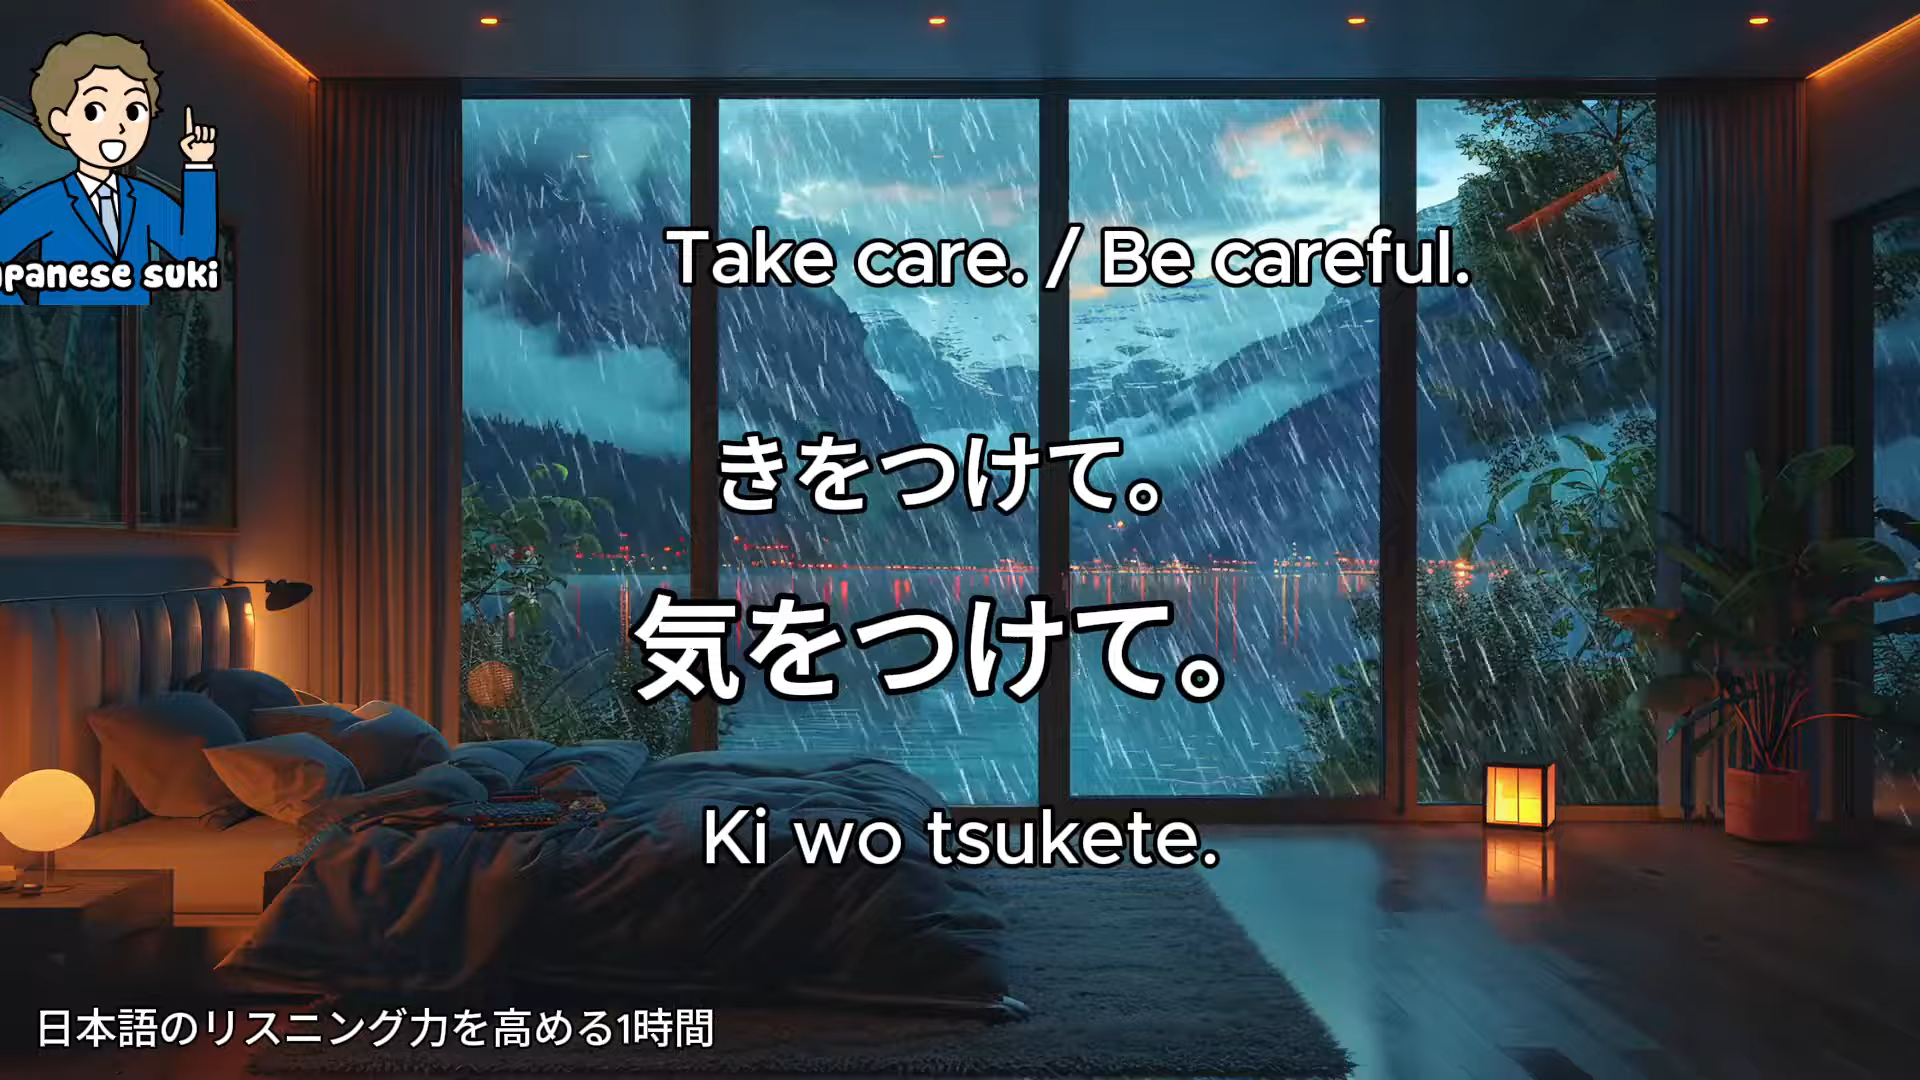 apanese suki
Take care. / Be careful.
きをつけて。
気をつけて。
Ki wo tsukete.
日本語のリスニング力を高める1時間